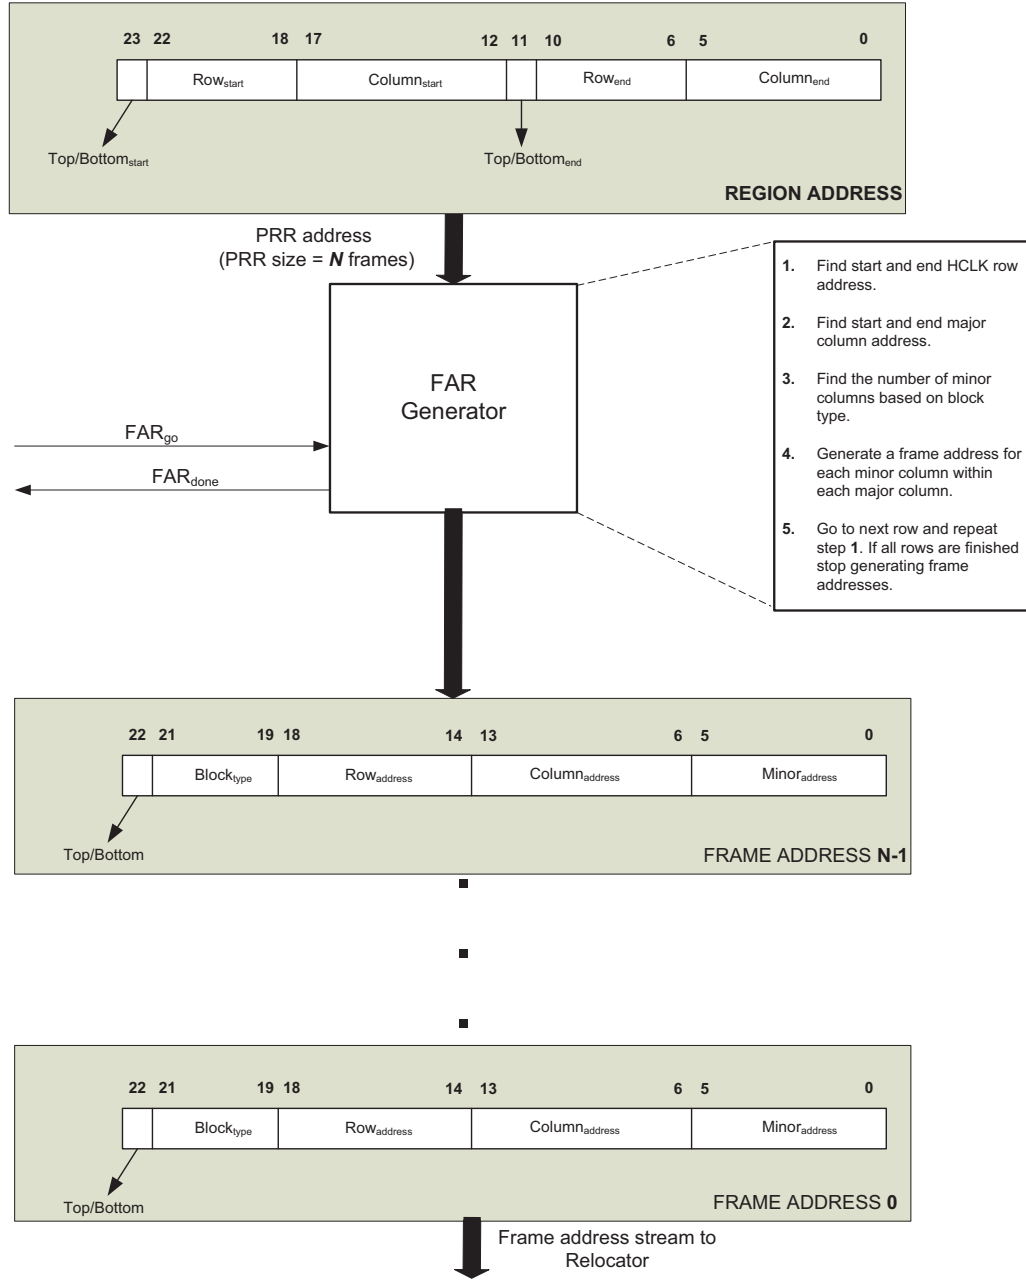 23 22 18 17 12 11 10 6 5 0
Rowstart Columnstart Rowend Columnend
Top/Bottomstart Top/Bottomend
REGION ADDRESS
PRR address
(PRR size = N frames)
FAR
Generator
FARgo
FARdone
1. Find start and end HCLK row
address.
2. Find start and end major
column address.
3. Find the number of minor
columns based on block
type.
4. Generate a frame address for
each minor column within
each major column.
5. Go to next row and repeat
step 1. If all rows are finished
stop generating frame
addresses.
22 21 19 18 14 13 6 5 0
Blocktype Rowaddress Columnaddress Minoraddress
Top/Bottom
FRAME ADDRESS N-1
22 21 19 18 14 13 6 5 0
Blocktype Rowaddress Columnaddress Minoraddress
Top/Bottom
FRAME ADDRESS 0
Frame address stream to
Relocator